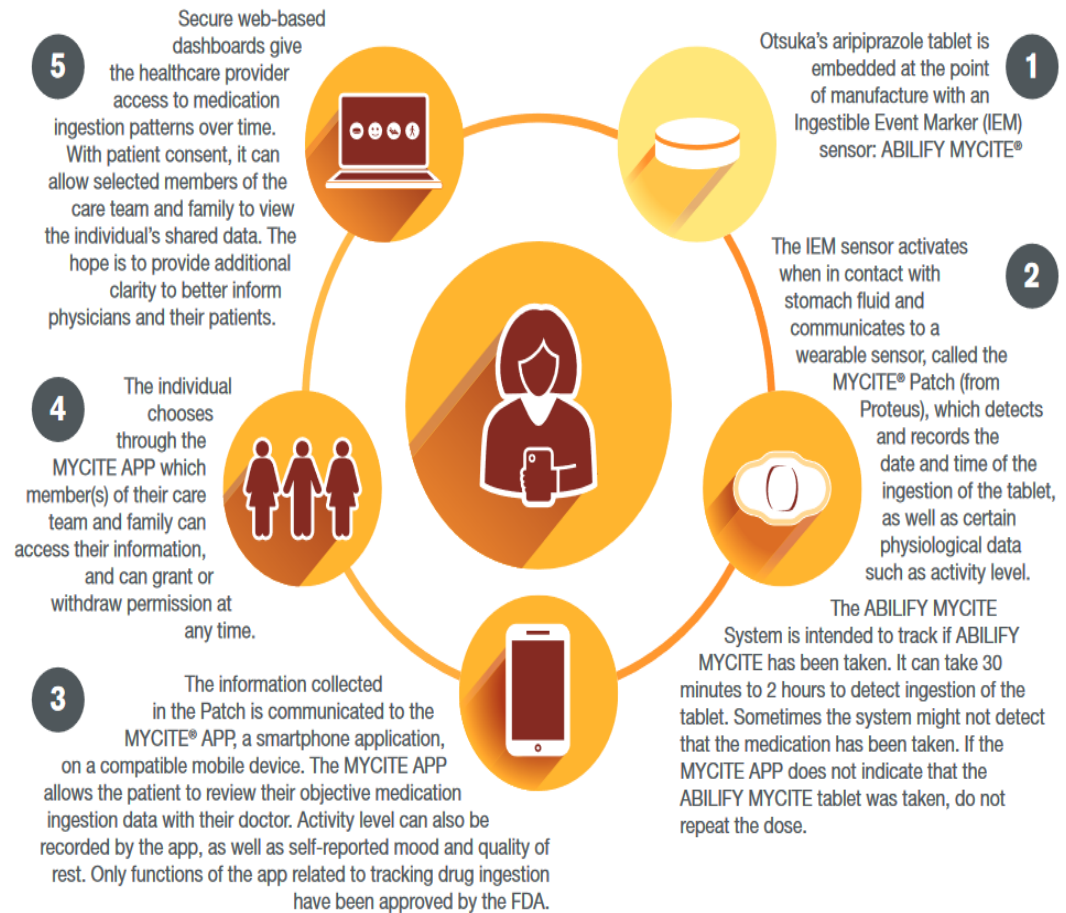 1
Otsuka's aripiprazole tablet is
embedded at the point
of manufacture with an
Ingestible Event Marker (IEM)
sensor: ABILIFY MYCITE®
2
The IEM sensor activates
when in contact with
stomach fluid and
communicates to a
wearable sensor, called the
MYCITE® Patch (from
Proteus), which detects
and records the
date and time of the
ingestion of the tablet,
as well as certain
physiological data
such as activity level.
The ABILIFY MYCITE
System is intended to track if ABILIFY
MYCITE has been taken. It can take 30
minutes to 2 hours to detect ingestion of the
tablet. Sometimes the system might not detect
that the medication has been taken. If the
MYCITE APP does not indicate that the
ABILIFY MYCITE tablet was taken, do not
repeat the dose.
3
The information collected
in the Patch is communicated to the
MYCITE® APP, a smartphone application,
on a compatible mobile device. The MYCITE APP
allows the patient to review their objective medication
ingestion data with their doctor. Activity level can also be
recorded by the app, as well as self-reported mood and quality of
rest. Only functions of the app related to tracking drug ingestion
have been approved by the FDA.
4
The individual
chooses
through the
MYCITE APP which
member(s) of their care
team and family can
access their information,
and can grant or
withdraw permission at
any time.
5
Secure web-based
dashboards give
the healthcare provider
access to medication
ingestion patterns over time.
With patient consent, it can
allow selected members of the
care team and family to view
the individual's shared data. The
hope is to provide additional
clarity to better inform
physicians and their patients.